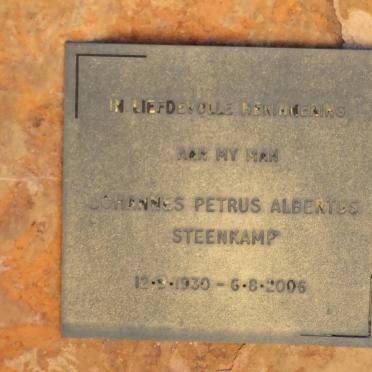 IN LIEFDEVOLLE HERINNERING
AAN MY MAN
JOHANNES PETRUS ALBERTUS
STEENKAMP
12·9·1930 – 6·8·2006